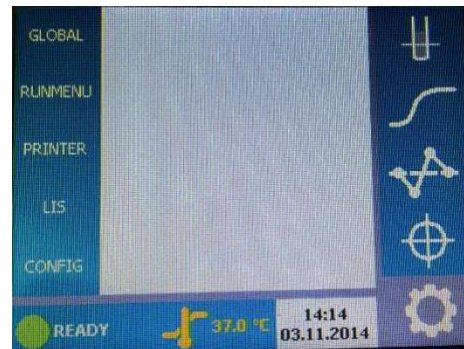 GLOBAL
RUNMENU
PRINTER
LIS
CONFIG
READY
37.0 °C
14:14
03.11.2014